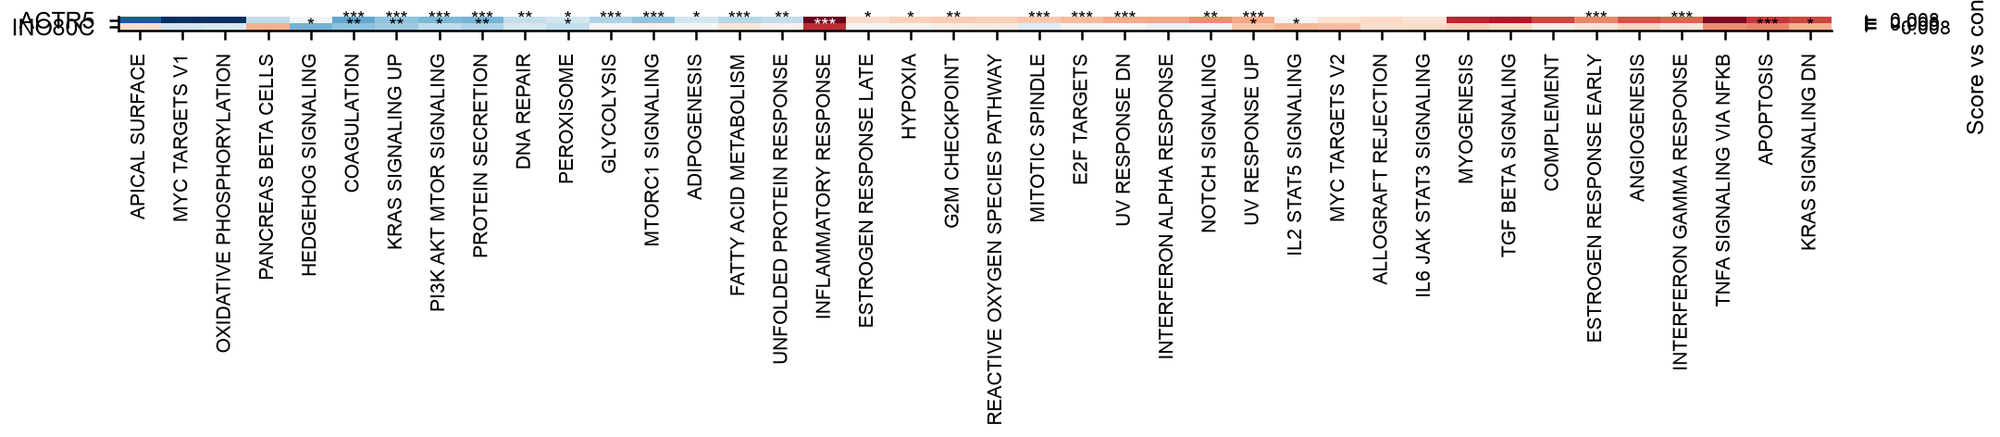 ACTR5
INO80C
*** *** *** *** ** * *** *** * *** ** * * ** *** *** *** ** *** *** ***
* ** ** * ** * *** * * *** *
0.008
-0.008
Score vs con
APICAL SURFACE
MYC TARGETS V1
OXIDATIVE PHOSPHORYLATION
PANCREAS BETA CELLS
HEDGEHOG SIGNALING
COAGULATION
KRAS SIGNALING UP
PI3K AKT MTOR SIGNALING
PROTEIN SECRETION
DNA REPAIR
PEROXISOME
GLYCOLYSIS
MTORC1 SIGNALING
ADIPOGENESIS
FATTY ACID METABOLISM
UNFOLDED PROTEIN RESPONSE
INFLAMMATORY RESPONSE
ESTROGEN RESPONSE LATE
HYPOXIA
G2M CHECKPOINT
REACTIVE OXYGEN SPECIES PATHWAY
MITOTIC SPINDLE
E2F TARGETS
UV RESPONSE DN
INTERFERON ALPHA RESPONSE
NOTCH SIGNALING
UV RESPONSE UP
IL2 STAT5 SIGNALING
MYC TARGETS V2
ALLOGRAFT REJECTION
IL6 JAK STAT3 SIGNALING
MYOGENESIS
TGF BETA SIGNALING
COMPLEMENT
ESTROGEN RESPONSE EARLY
ANGIOGENESIS
INTERFERON GAMMA RESPONSE
TNFA SIGNALING VIA NFKB
APOPTOSIS
KRAS SIGNALING DN